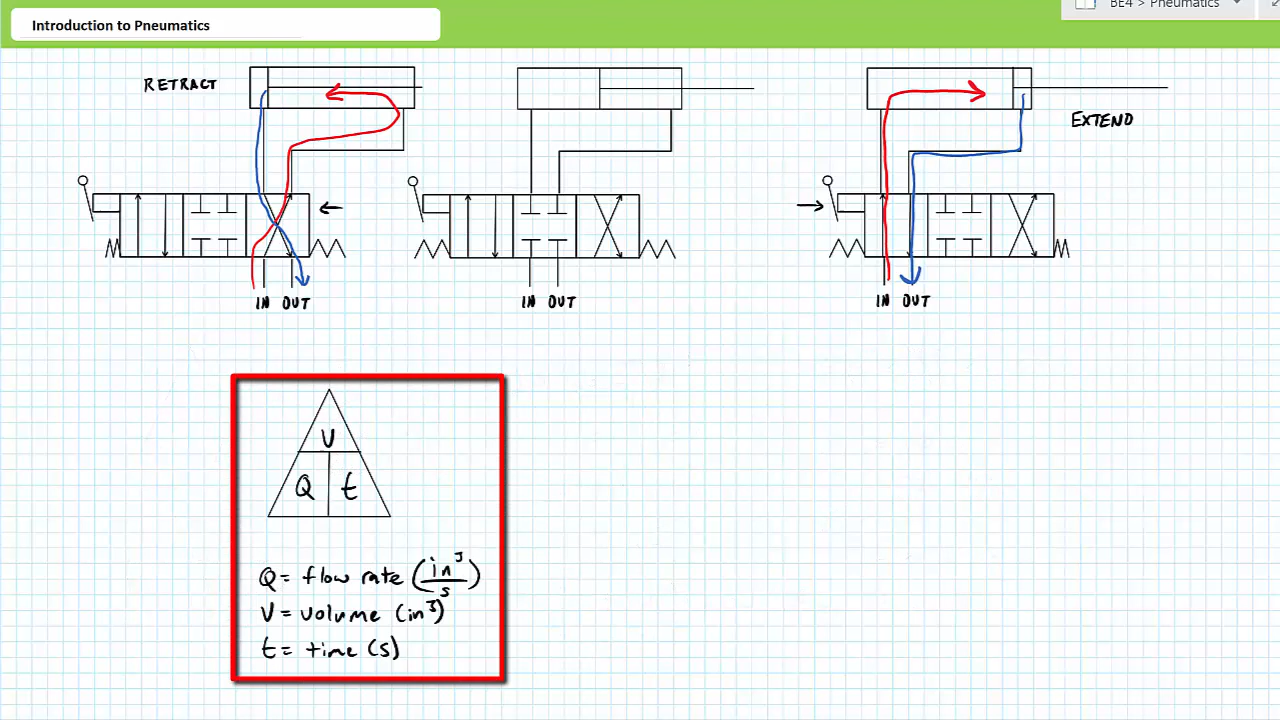 Introduction to Pneumatics
BE4 > Pneumatics
RETRACT
EXTEND
IN OUT
IN OUT
IN OUT
V
Q t
Q = flow rate (in³/s)
V = volume (in³)
t = time (s)